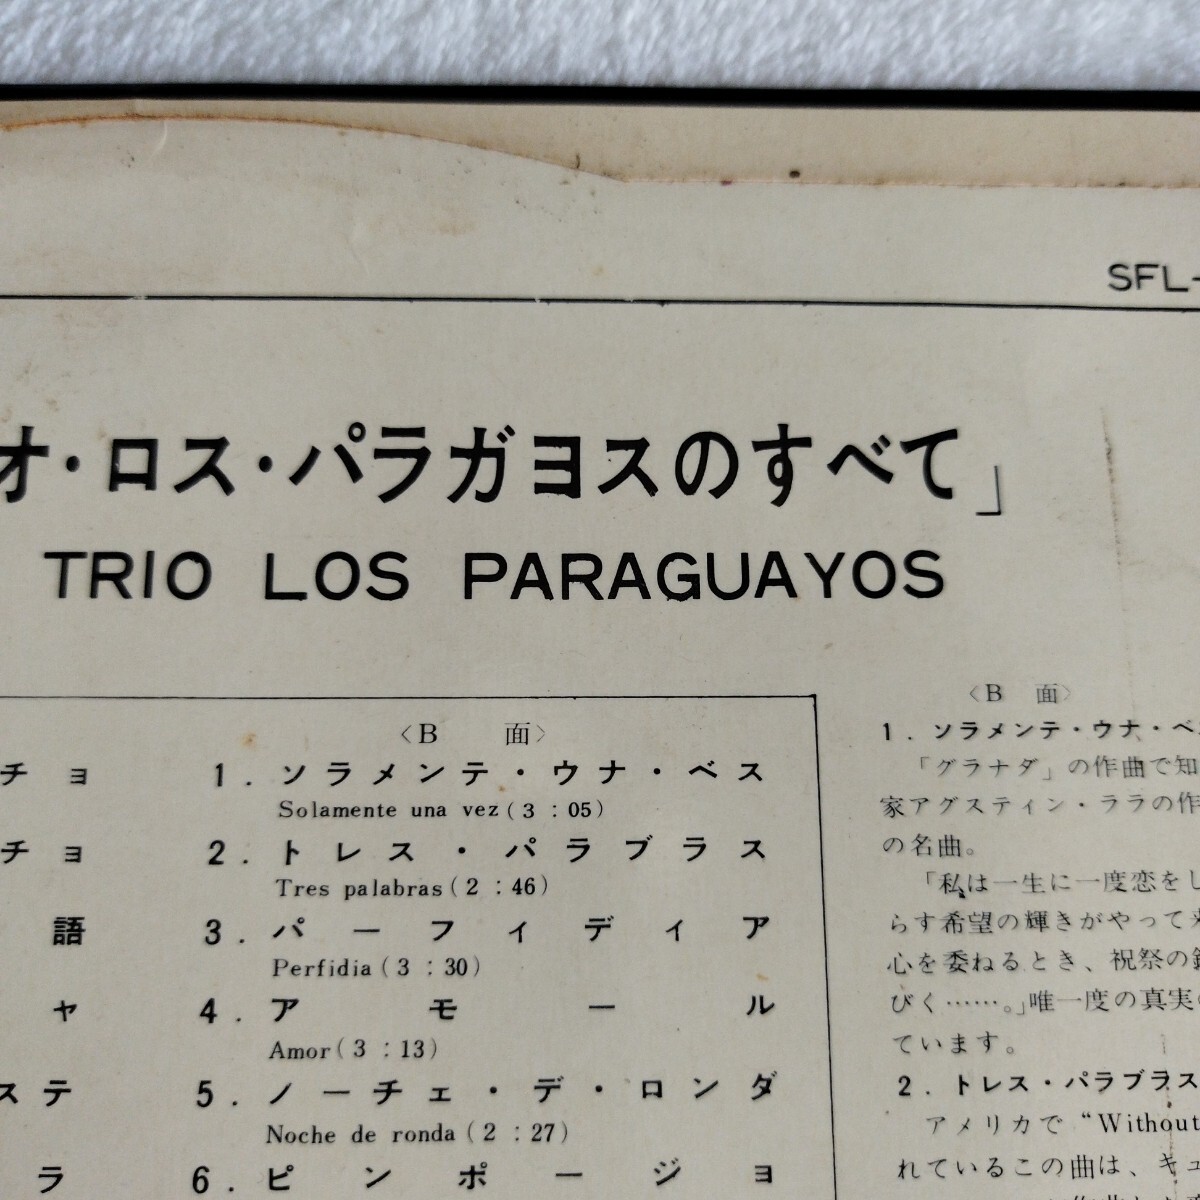 SFL-
オ・ロス・パラガヨスのすべて」
TRIO LOS PARAGUAYOS
チョ
チョ
語
ャ
ステ
ラ
〈B 面〉
1. ソラメンテ・ウナ・ベス
Solamente una vez(3:05)
2. トレス・パラブラス
Tres palabras(2:46)
3. パーフィディア
Perfidia(3:30)
4. アモール
Amor(3:13)
5. ノーチェ・デ・ロンダ
Noche de ronda(2:27)
6. ピンポージョ
〈B 面〉
1. ソラメンテ・ウナ・ベ
「グラナダ」の作曲で知
家アグスティン・ララの作
の名曲。
「私は一生に一度恋をし
らす希望の輝きがやって来
心を委ねるとき、祝祭の
びく……。」唯一度の真実の
ています。
2. トレス・パラブラス
アメリカで“Without
れているこの曲は、キュ